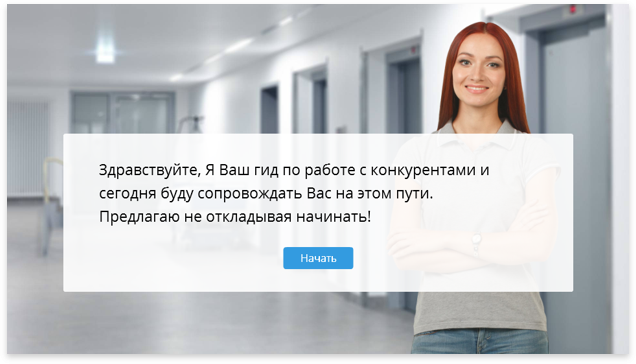 Здравствуйте, Я Ваш гид по работе с конкурентами и
сегодня буду сопровождать Вас на этом пути.
Предлагаю не откладывая начинать!
Начать